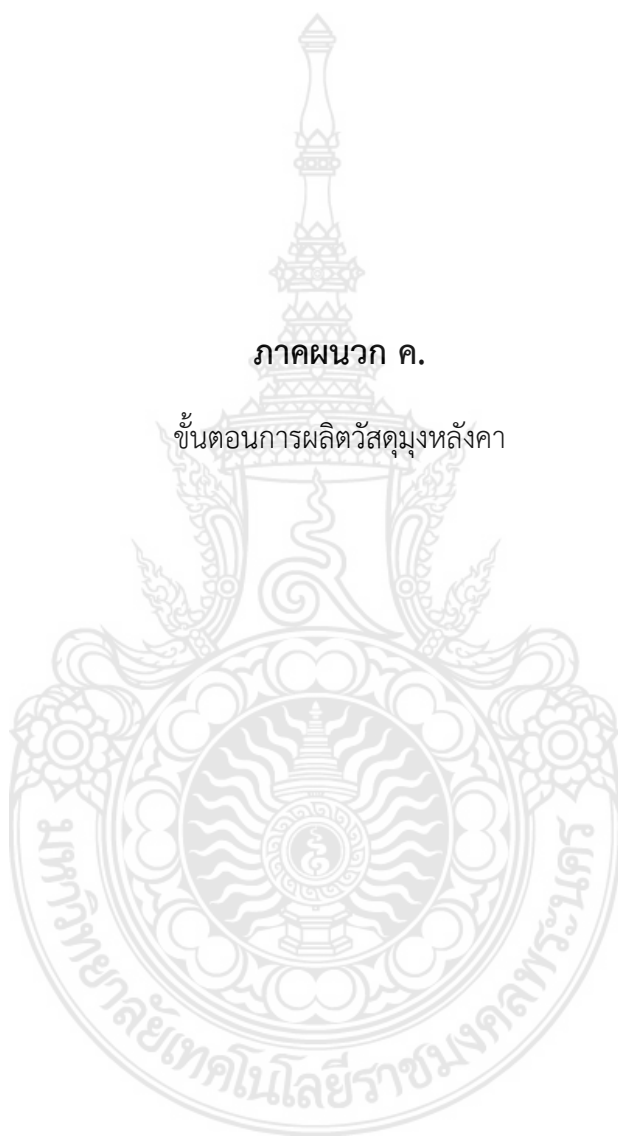 ภาคผนวก ค.
ขั้นตอนการผลิตวัสดุมุงหลังคา
มหาวิทยาลัยเทคโนโลยีราชมงคลพระนคร